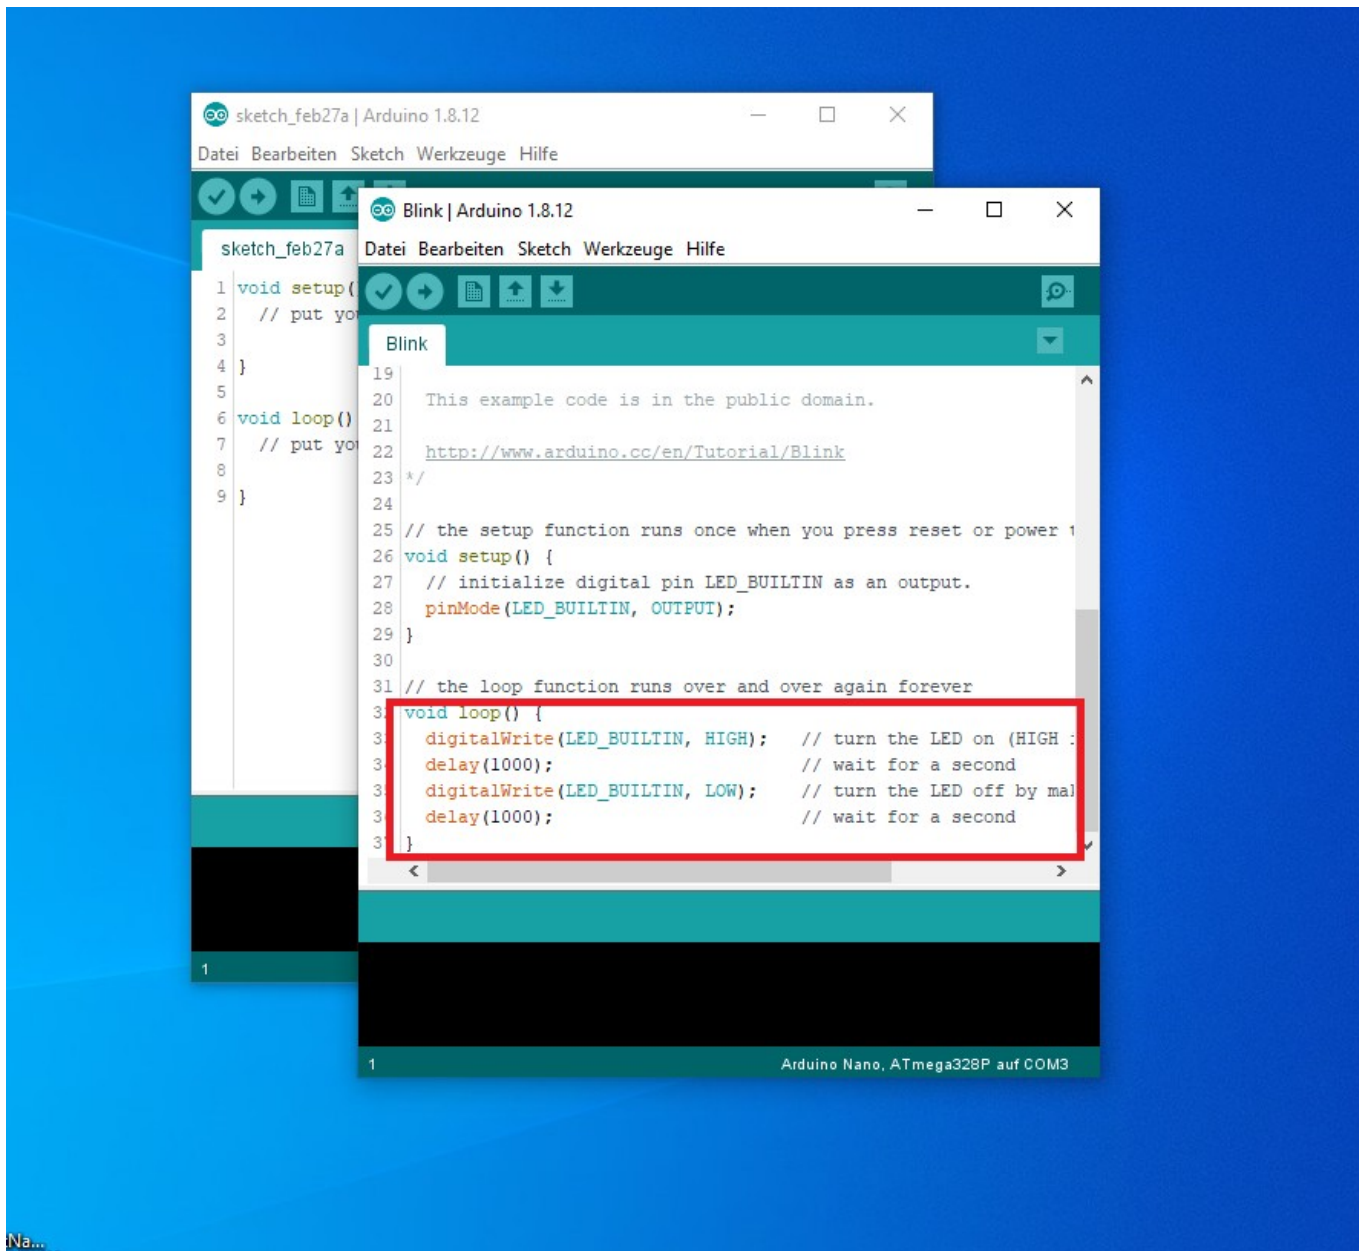 sketch_feb27a | Arduino 1.8.12
Datei Bearbeiten Sketch Werkzeuge Hilfe
sketch_feb27a
1 void setup(
2 // put you
3
4 }
5
6 void loop()
7 // put you
8
9 }
1
Blink | Arduino 1.8.12
Datei Bearbeiten Sketch Werkzeuge Hilfe
Blink
19
20 This example code is in the public domain.
21
22 http://www.arduino.cc/en/Tutorial/Blink
23 */
24
25 // the setup function runs once when you press reset or power
26 void setup() {
27 // initialize digital pin LED_BUILTIN as an output.
28 pinMode(LED_BUILTIN, OUTPUT);
29 }
30
31 // the loop function runs over and over again forever
void loop() {
digitalWrite(LED_BUILTIN, HIGH); // turn the LED on (HIGH
delay(1000); // wait for a second
digitalWrite(LED_BUILTIN, LOW); // turn the LED off by
delay(1000); // wait for a second
}
1
Arduino Nano, ATmega328P auf COM3